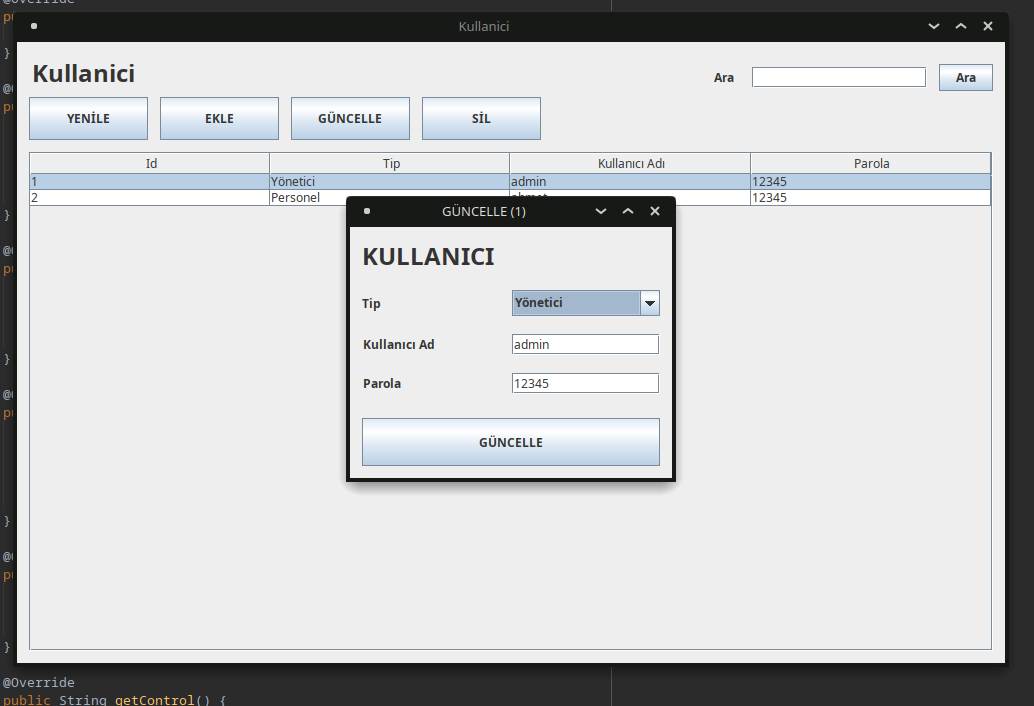 @Override
Kullanici
Kullanici
Ara
Ara
YENİLE
EKLE
GÜNCELLE
SİL
Id Tip Kullanıcı Adı Parola
1 Yönetici admin 12345
2 Personel 12345
GÜNCELLE (1)
KULLANICI
Tip Yönetici
Kullanıcı Ad admin
Parola 12345
GÜNCELLE
@Override
public String getControl() {